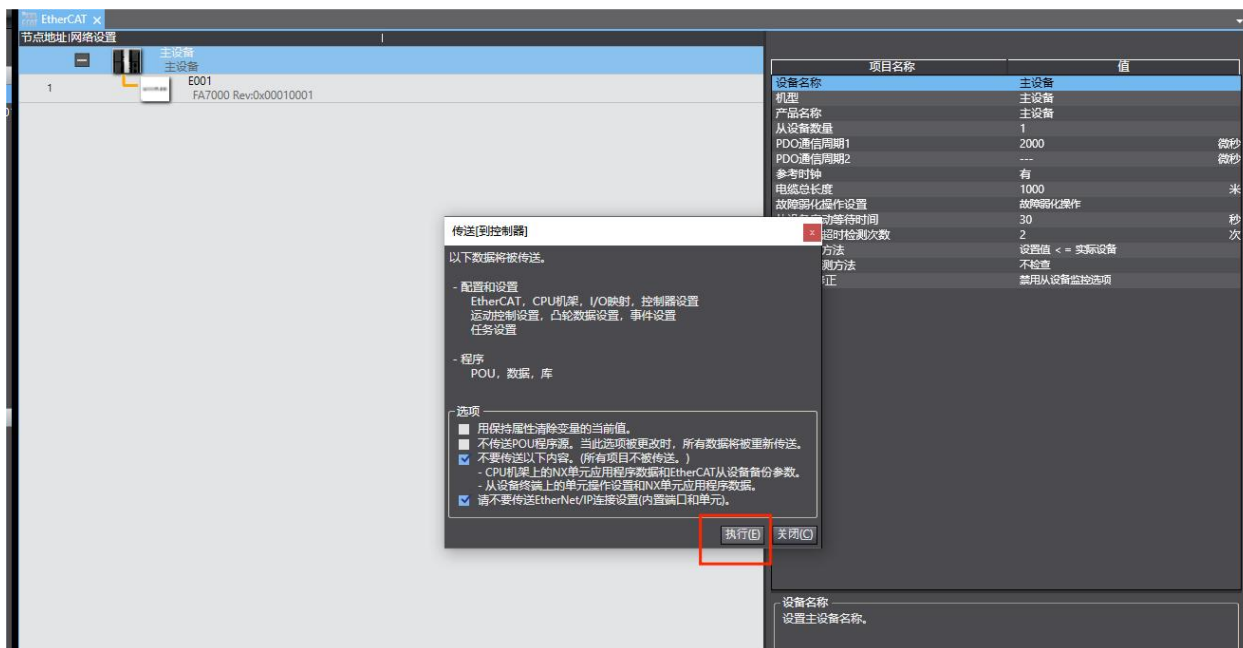 EtherCAT ×
节点地址|网络设置
主设备
主设备
1
E001
FA7000 Rev:0x00010001
项目名称 值
设备名称 主设备
机型 主设备
产品名称 主设备
从设备数量 1
PDO通信周期1 2000 微秒
PDO通信周期2 --- 微秒
参考时钟 有
电缆总长度 1000 米
故障弱化操作设置 故障弱化操作
动等待时间 30 秒
超时检测次数 2 次
方法 设置值 < = 实际设备
测方法 不检查
正 禁用从设备监控选项
传送[到控制器]
以下数据将被传送。
- 配置和设置
EtherCAT，CPU机架，I/O映射，控制器设置
运动控制设置，凸轮数据设置，事件设置
任务设置
- 程序
POU，数据，库
选项
用保持属性清除变量的当前值。
不传送POU程序源。当此选项被更改时，所有数据将被重新传送。
不要传送以下内容。(所有项目不被传送。)
- CPU机架上的NX单元应用程序数据和EtherCAT从设备备份参数。
- 从设备终端上的单元操作设置和NX单元应用程序数据。
请不要传送EtherNet/IP连接设置(内置端口和单元)。
执行(E) 关闭(C)
设备名称
设置主设备名称。